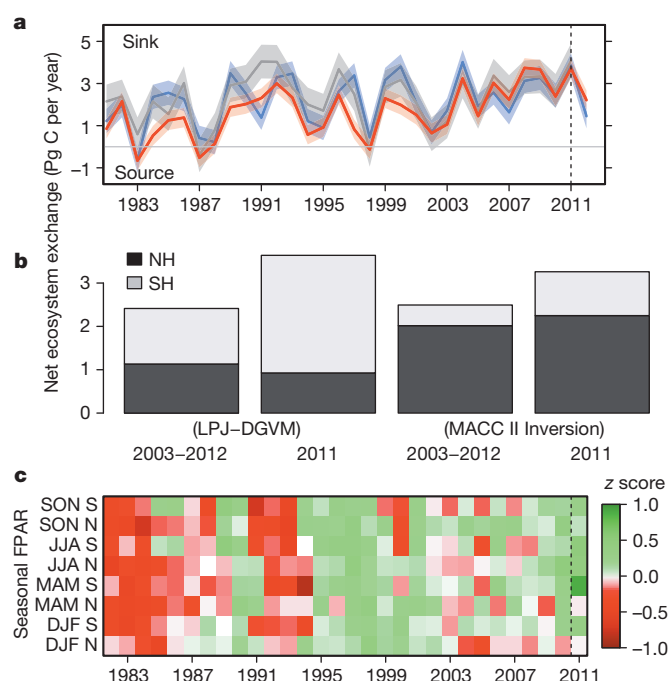 a
Net ecosystem exchange (Pg C per year)
5
3
1
−1
Sink
Source
1983 1987 1991 1995 1999 2003 2007 2011
b
NH
SH
3
2
1
0
(LPJ–DGVM) (MACC II Inversion)
2003–2012 2011 2003–2012 2011
c
Seasonal FPAR
SON S
SON N
JJA S
JJA N
MAM S
MAM N
DJF S
DJF N
1983 1987 1991 1995 1999 2003 2007 2011
z score
1.0
0.5
0.0
−0.5
−1.0